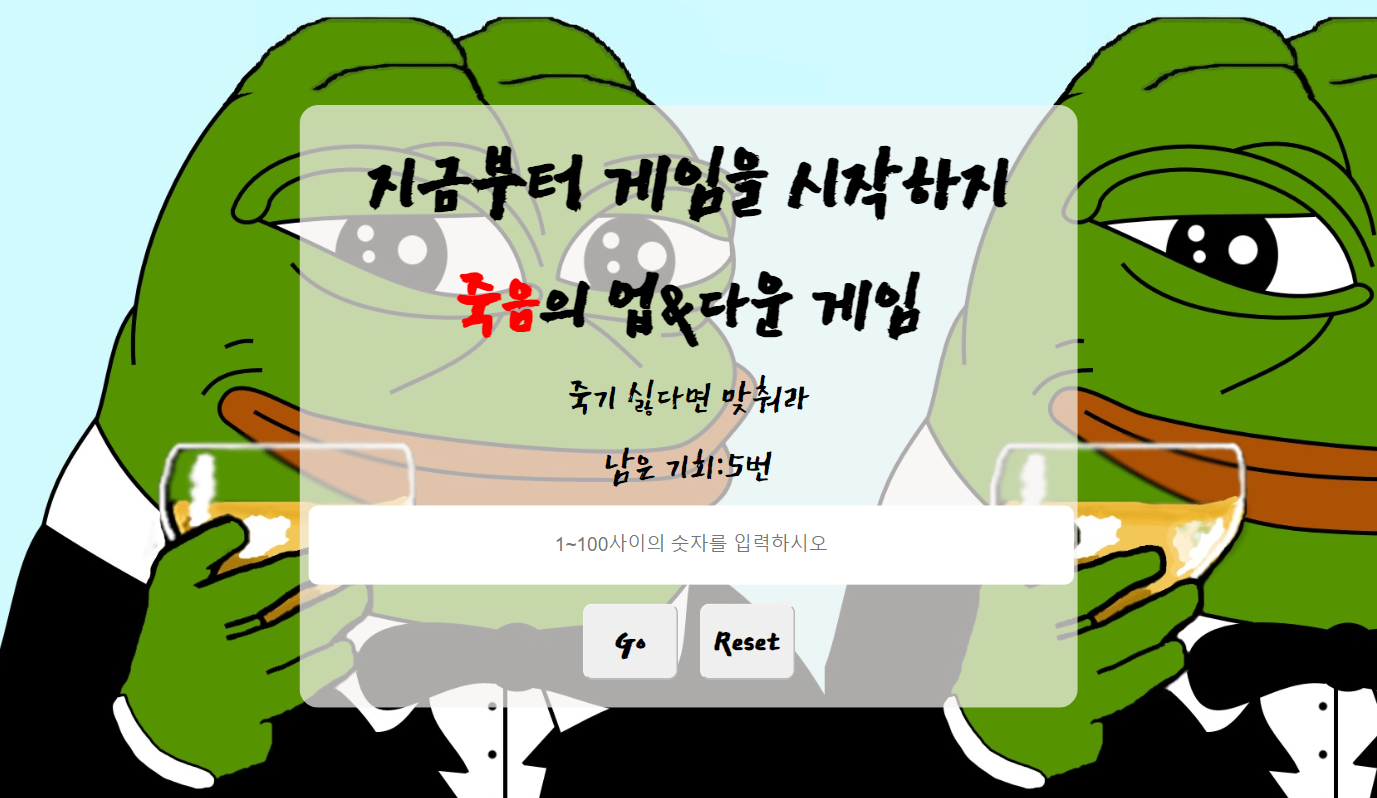 지금부터 게임을 시작하지
죽음의 업&다운 게임
죽기 싫다면 맞춰라
남은 기회:5번
1~100사이의 숫자를 입력하시오
Go
Reset